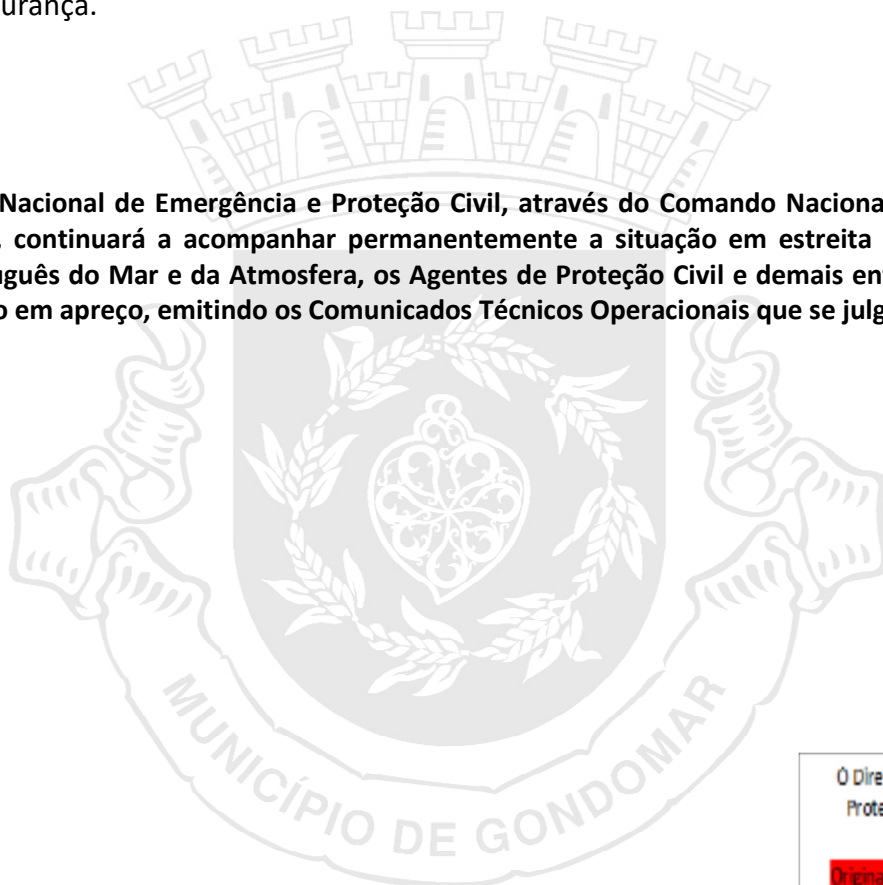 urança.
Nacional de Emergência e Proteção Civil, através do Comando Naciona
, continuará a acompanhar permanentemente a situação em estreita
uguês do Mar e da Atmosfera, os Agentes de Proteção Civil e demais en
o em apreço, emitindo os Comunicados Técnicos Operacionais que se julg
MUNICÍPIO DE GONDOMAR
O Dire
Prote
Origina